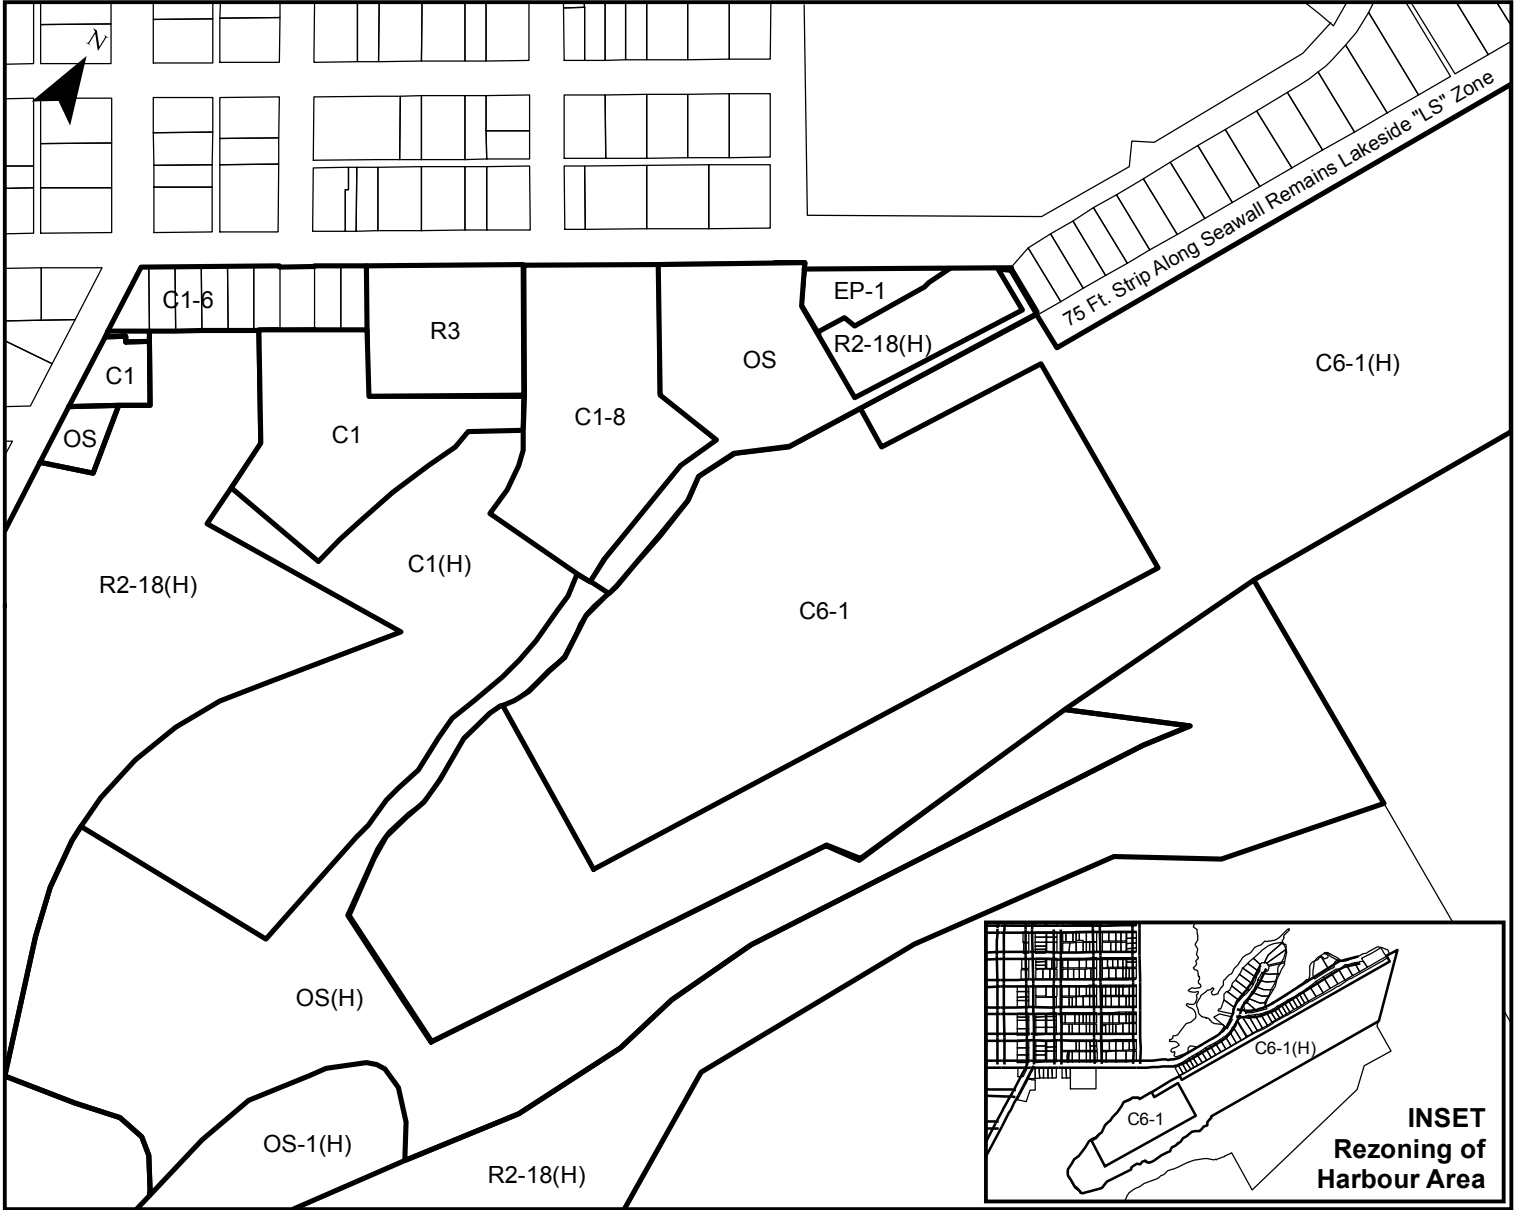 N
75 Ft. Strip Along Seawall Remains Lakeside "LS" Zone
C1-6
EP-1
R3
R2-18(H)
OS
C6-1(H)
C1
C1-8
C1
OS
C1(H)
R2-18(H)
C6-1
OS(H)
OS-1(H)
R2-18(H)
C6-1(H)
C6-1
INSET
Rezoning of
Harbour Area